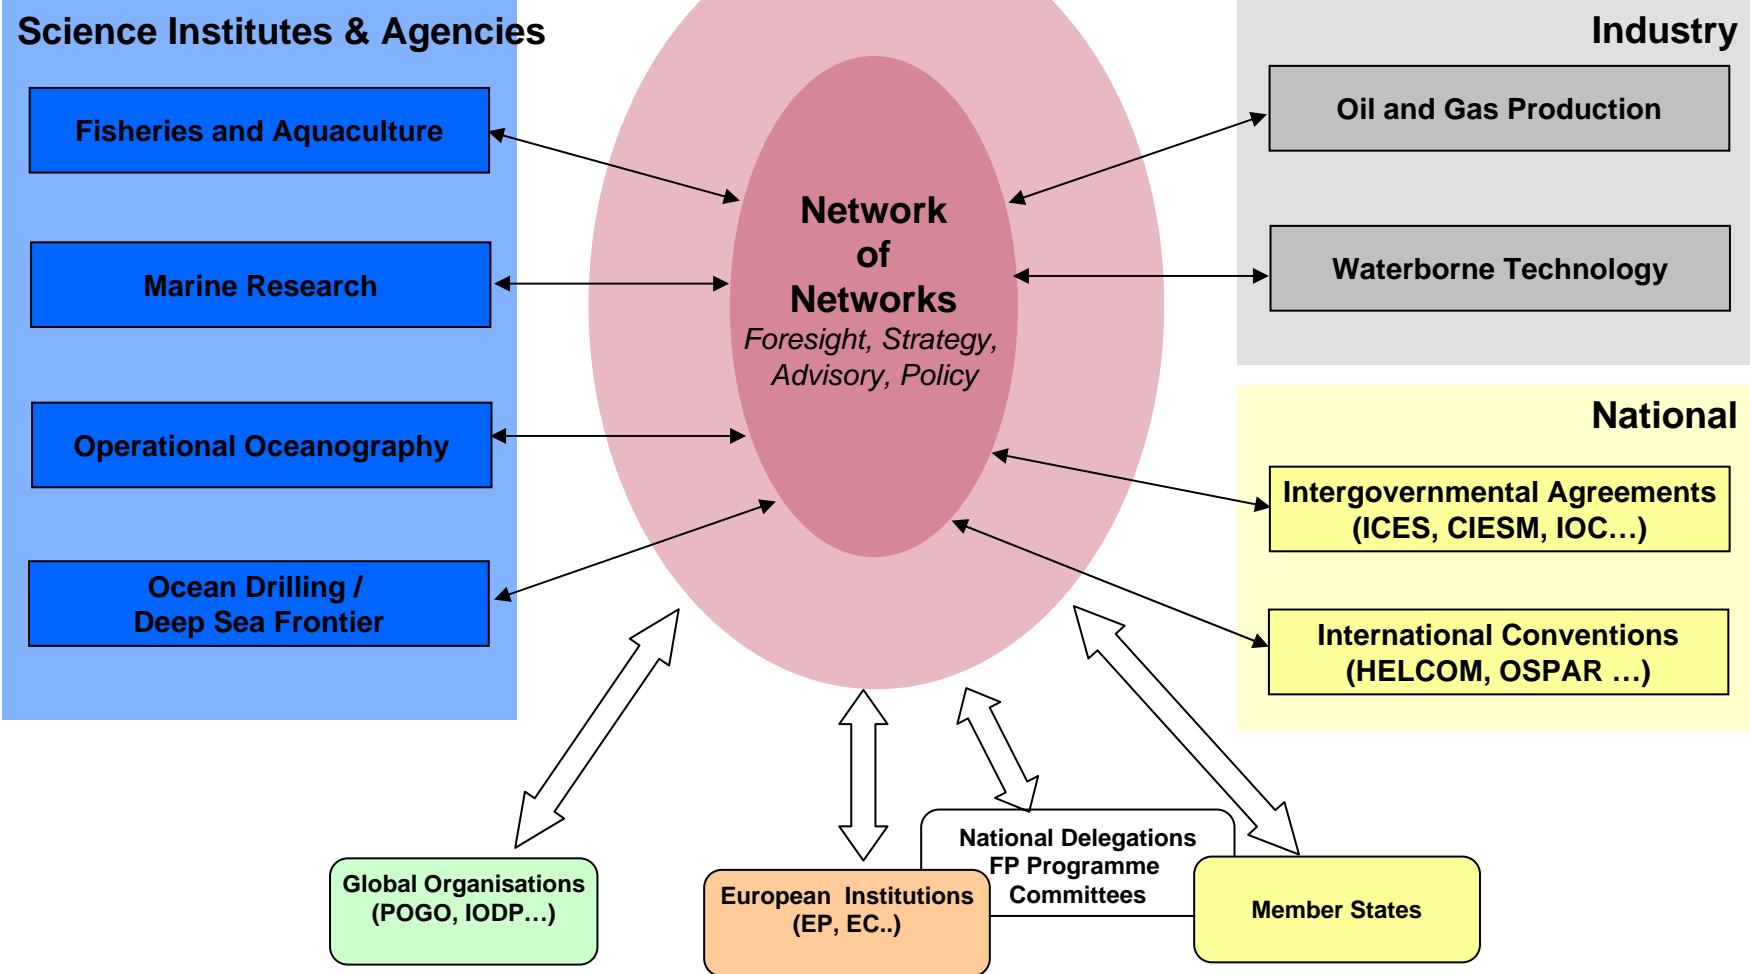 Science Institutes & Agencies
Fisheries and Aquaculture
Marine Research
Operational Oceanography
Ocean Drilling /
Deep Sea Frontier
Network
of
Networks
Foresight, Strategy,
Advisory, Policy
Industry
Oil and Gas Production
Waterborne Technology
National
Intergovernmental Agreements
(ICES, CIESM, IOC…)
International Conventions
(HELCOM, OSPAR …)
Global Organisations
(POGO, IODP…)
European Institutions
(EP, EC..)
National Delegations
FP Programme
Committees
Member States